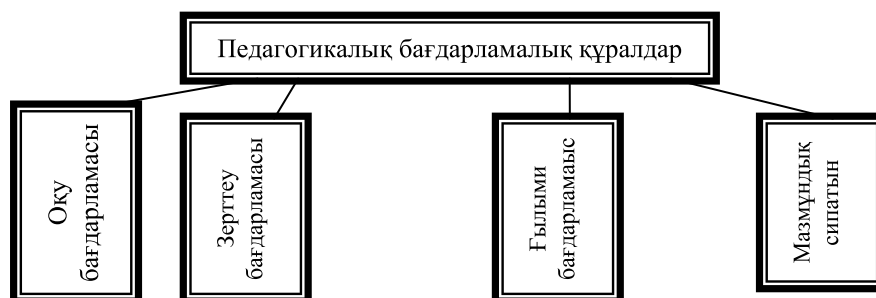 Педагогикалық бағдарламалық құралдар
Оқу
бағдарламасы
Зерттеу
бағдарламасы
Ғылыми
бағдарламаыс
Мазмұндық
сипатын